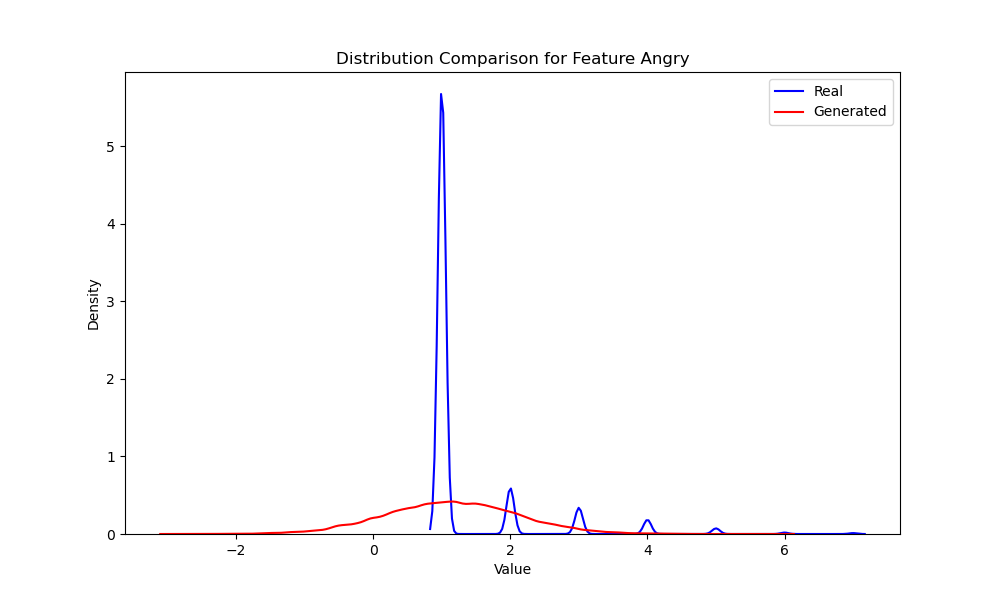 Distribution Comparison for Feature Angry
Real
Generated
Density
5
4
3
2
1
0
−2
0
2
4
6
Value